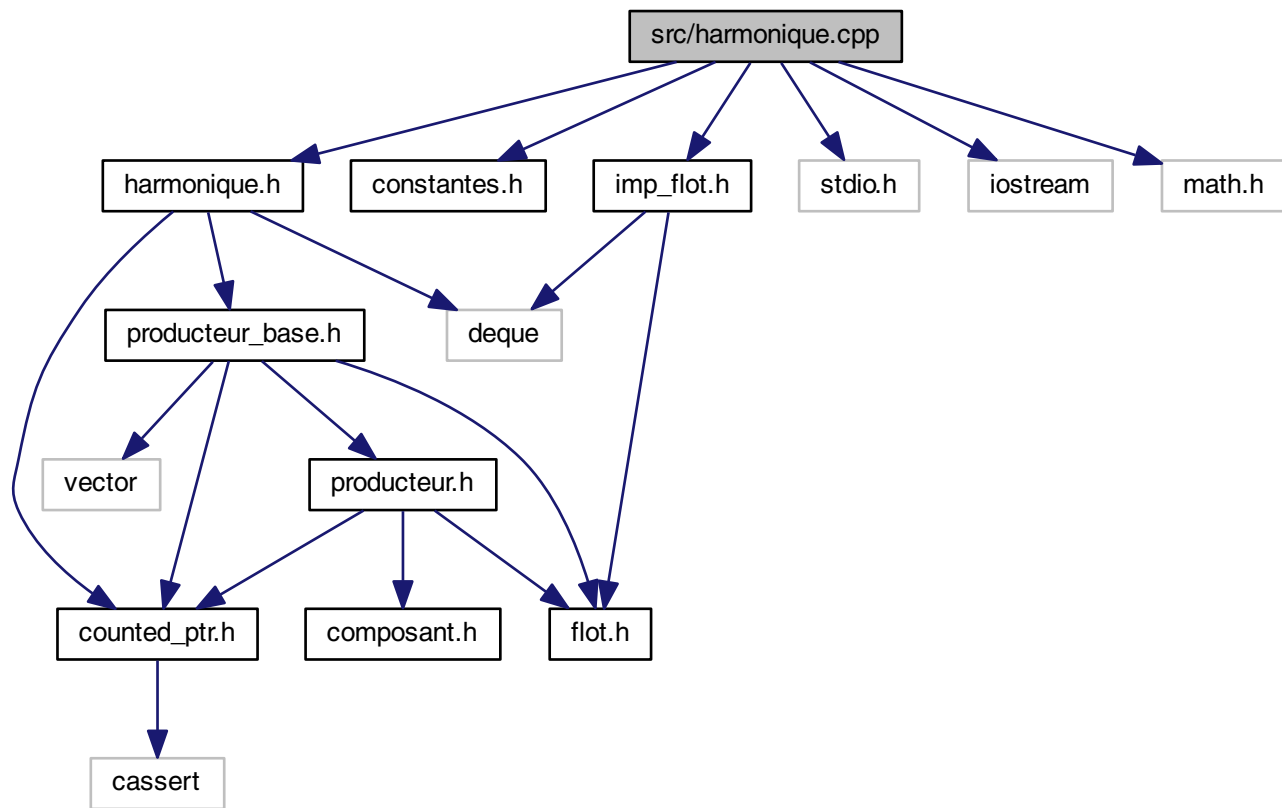 src/harmonique.cpp
harmonique.h
constantes.h
imp_flot.h
stdio.h
iostream
math.h
producteur_base.h
deque
vector
producteur.h
counted_ptr.h
composant.h
flot.h
cassert